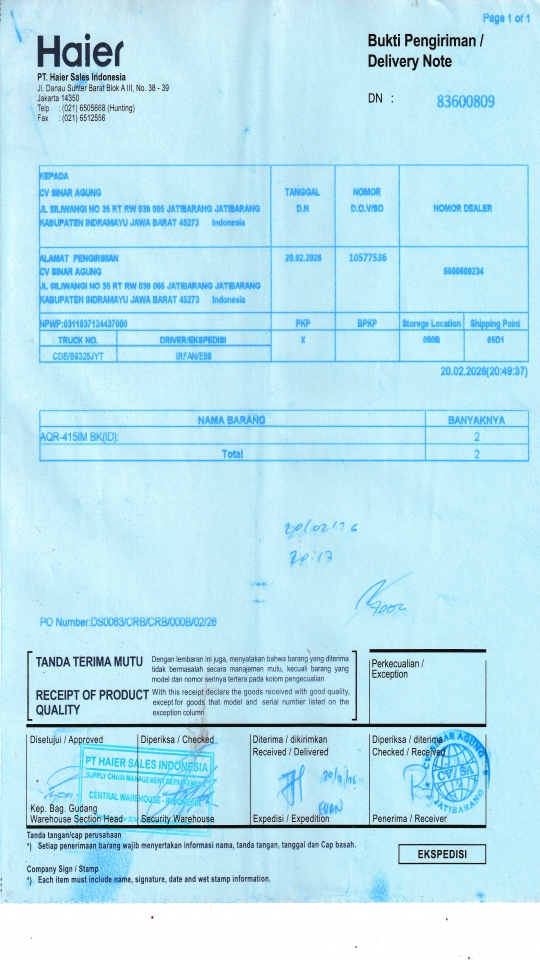 Page 1 of 1
Haier
Bukti Pengiriman /
Delivery Note
PT. Haier Sales Indonesia
Jl. Danau Sunter Barat Blok A III, No. 38 - 39
Jakarta 14350
Telp : (021) 6505668 (Hunting)
Fax : (021) 6512556
DN : 83600809
KEPADA
CV SINAR AGUNG
JL SILIWANGI NO 35 RT RW 039 005 JATIBARANG JATIBARANG
KABUPATEN INDRAMAYU JAWA BARAT 45273 Indonesia
TANGGAL
D.N
NOMOR
D.O.V/SO
NOMOR DEALER
ALAMAT PENGIRIMAN
CV SINAR AGUNG
JL SILIWANGI NO 35 RT RW 039 005 JATIBARANG JATIBARANG
KABUPATEN INDRAMAYU JAWA BARAT 45273 Indonesia
20.02.2026
10577536
NPWP:0311837124437000
PKP
BPKP
Storege Location
Shipping Point
TRUCK NO.
DRIVER/EKSPEDISI
X
000B
65D1
CDE/B9325JYT
IRFAN/E60
20.02.2026(20:49:37)
NAMA BARANG
BANYAKNYA
AQR-415IM BK(ID):
2
Total
2
20/02/26
20:17
PO Number:DS0063/CRB/CRB/000B/02/26
TANDA TERIMA MUTU
Dengan lembaran ini juga, menyatakan bahwa barang yang diterima
tidak bermasalah secara manajemen mutu, kecuali barang yang
model dan nomor serinya tertera pada kolom pengecualian
RECEIPT OF PRODUCT
QUALITY
With this receipt declare the goods received with good quality,
except for goods that model and serial number listed on the
exception column
Perkecualian /
Exception
Disetujui / Approved
Diperiksa / Checked
Diterima / dikirimkan
Received / Delivered
Diperiksa / diterima
Checked / Received
PT HAIER SALES INDONESIA
SUPPLY CHAIN MANAGEMENT DEPARTEMEN
CENTRAL WAREHOUSE - INDONESIA
CV. SINAR AGUNG
CV SA
JATIBARANG
Kep. Bag. Gudang
Warehouse Section Head
Security Warehouse
Expedisi / Expedition
Penerima / Receiver
Tanda tangan/cap perusahaan
*) Setiap penerimaan barang wajib menyertakan informasi nama, tanda tangan, tanggal dan Cap basah.
EKSPEDISI
Company Sign / Stamp
*) Each item must include name, signature, date and wet stamp information.